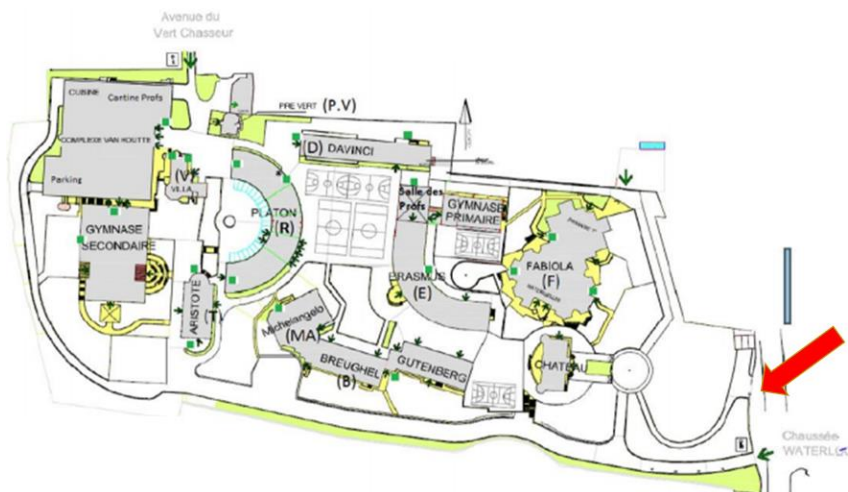 Avenue du
Vert Chasseur
CUISINE
Cantine Profs
COMPLEXE VAN HOUTTE
Parking
PRE VERT (P.V)
(V)
VILLA
(D) DAVINCI
GYMNASE
SECONDAIRE
PLATON
(R)
Salle des
Profs
GYMNASE
PRIMAIRE
ARISTOTE
(T)
ERASMUS
(E)
FABIOLA
(F)
Michelangelo
(MA)
BREUGHEL
(B)
GUTENBERG
CHATEAU
Chaussée
WATERLO